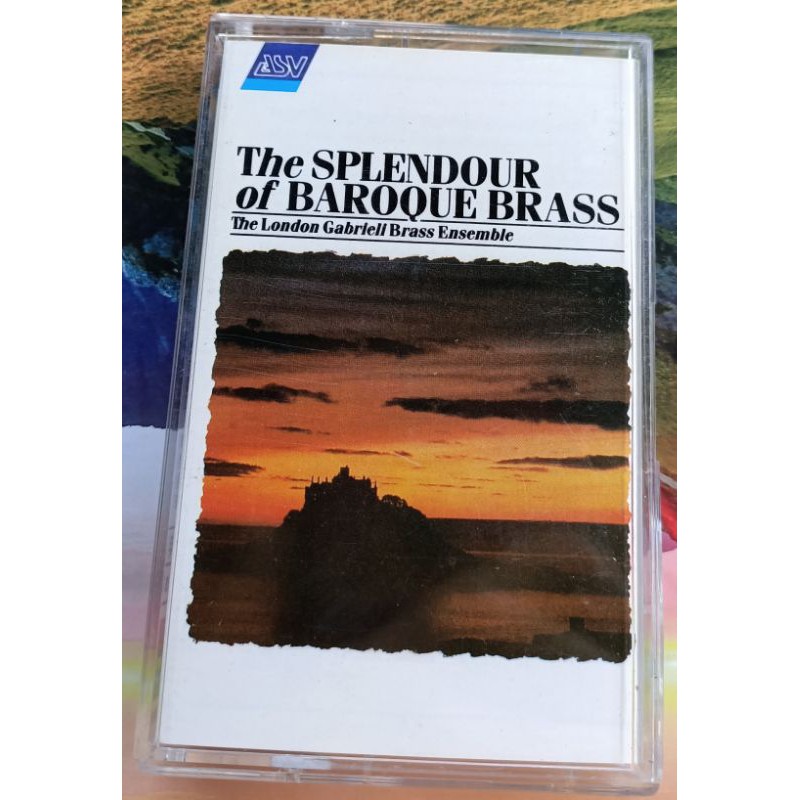 ASV
The SPLENDOUR
of BAROQUE BRASS
The London Gabrieli Brass Ensemble